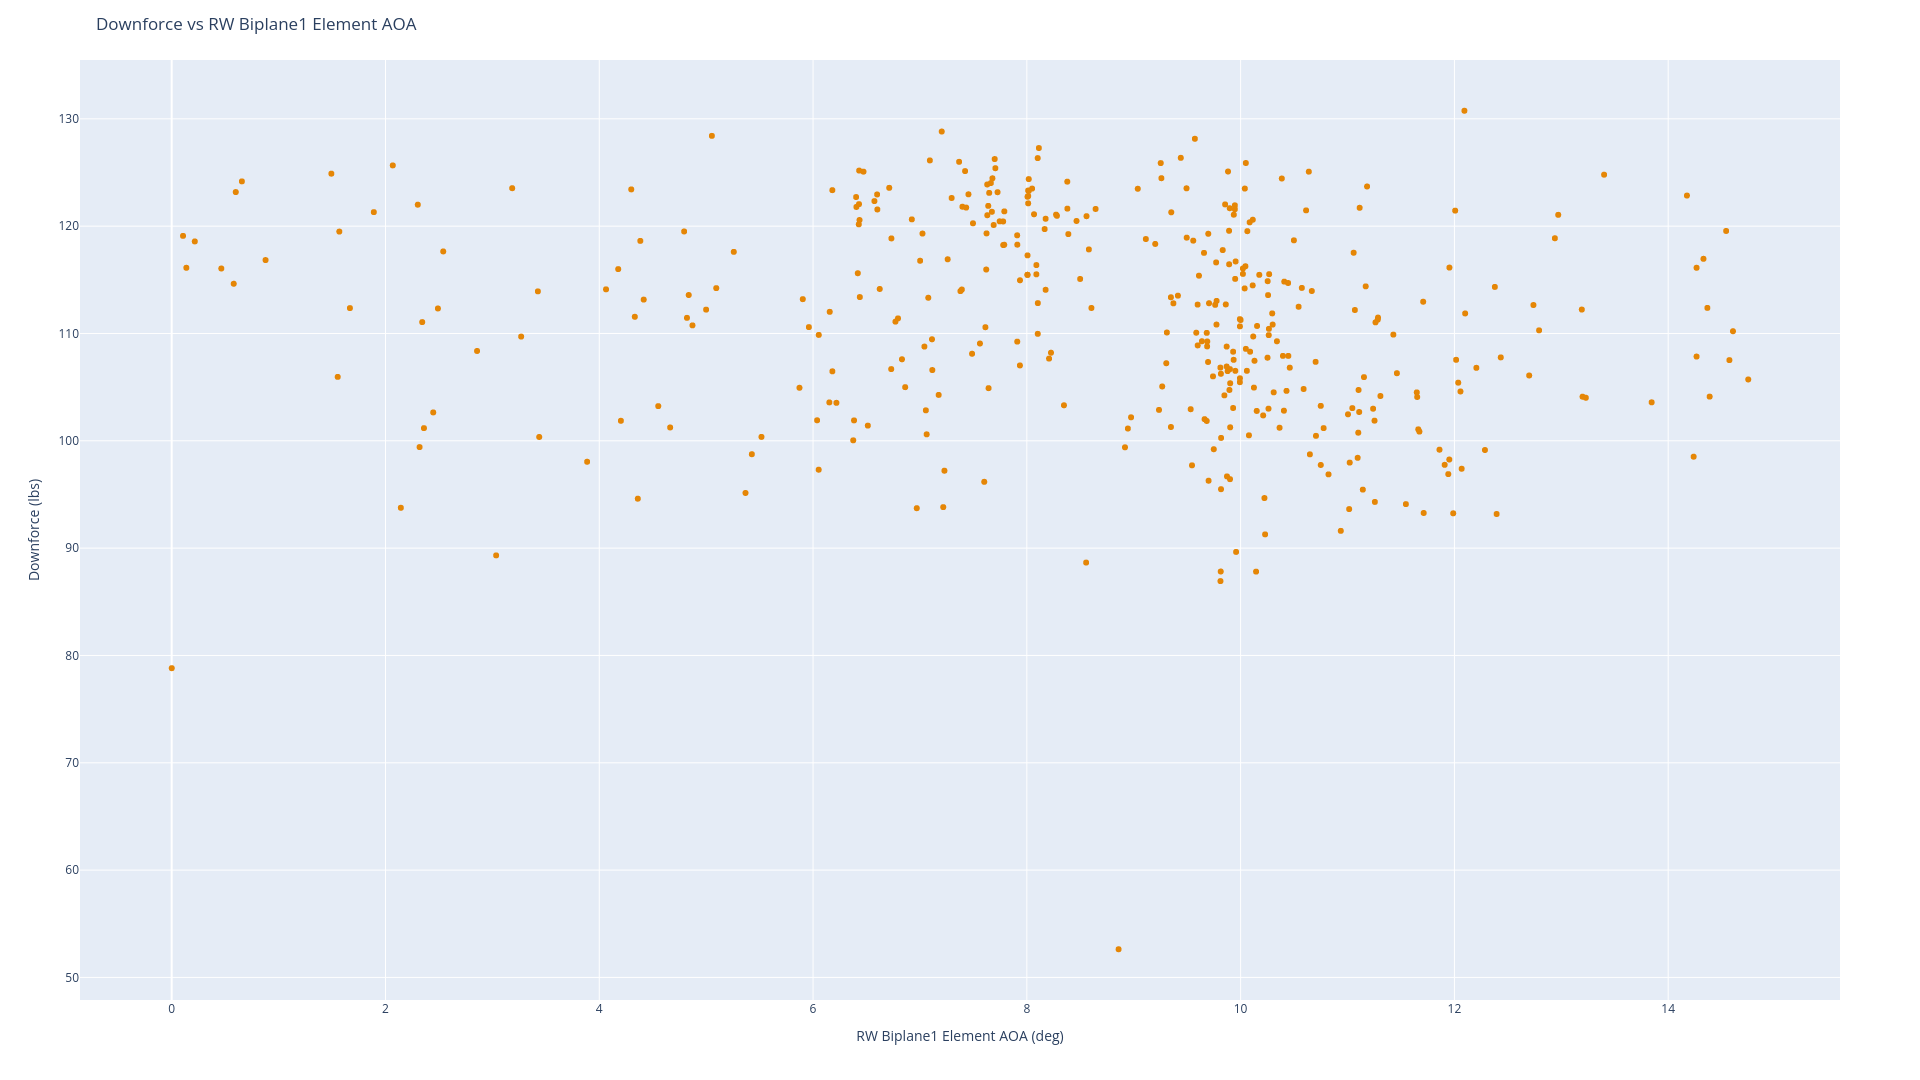 Downforce vs RW Biplane1 Element AOA
130
120
110
100
90
80
70
60
50
Downforce (lbs)
0 2 4 6 8 10 12 14
RW Biplane1 Element AOA (deg)